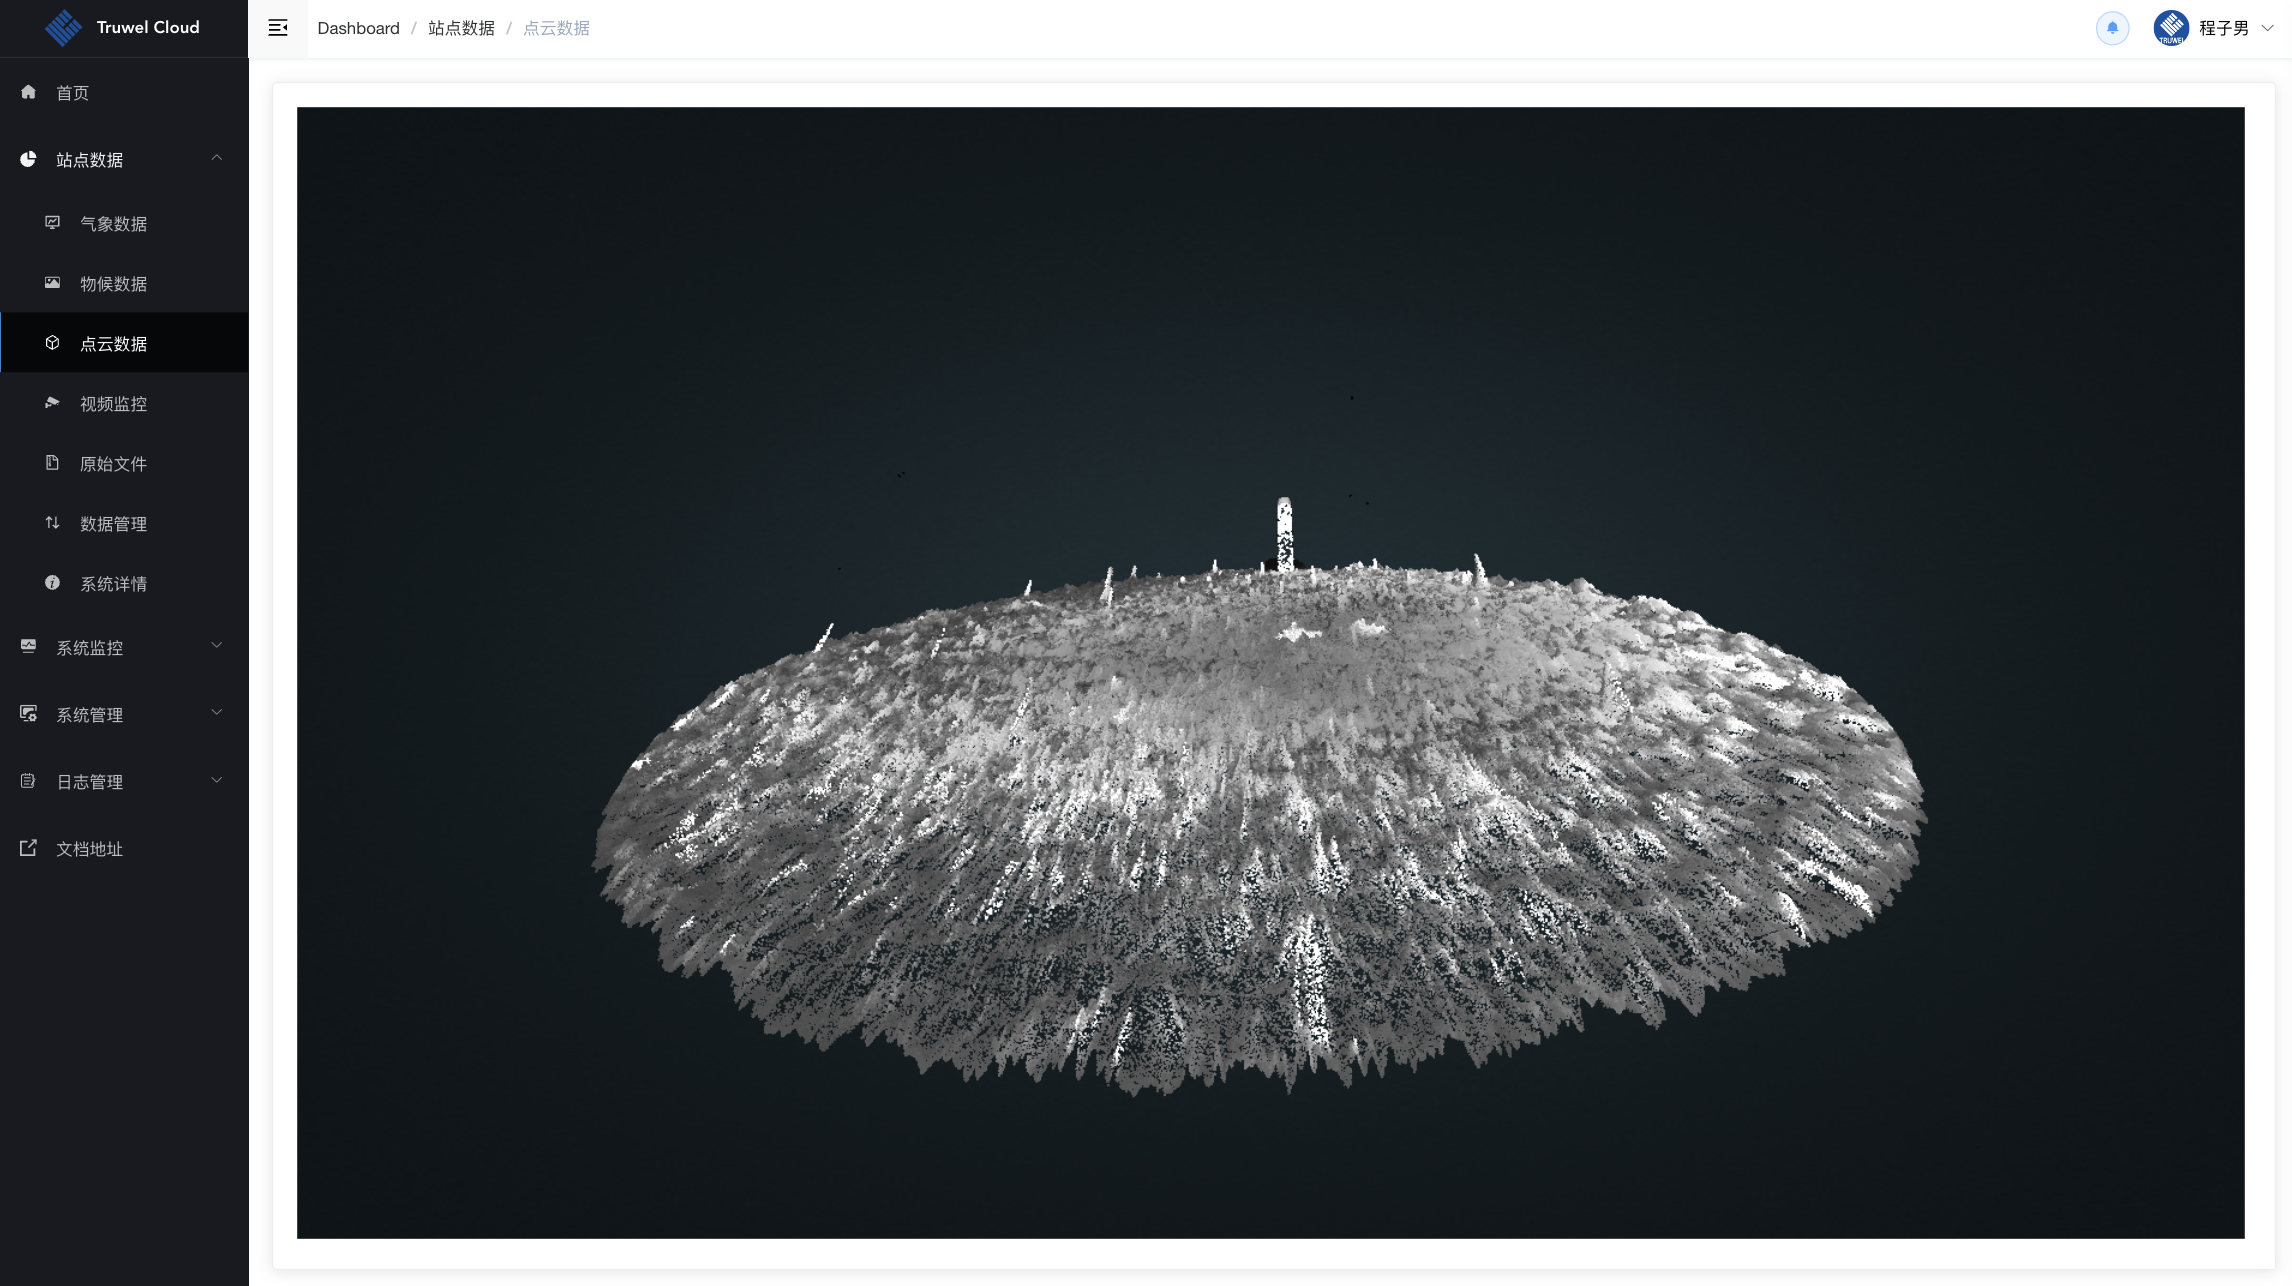 Truwel Cloud
Dashboard / 站点数据 / 点云数据
TRUWEL
程子男
首页
站点数据
气象数据
物候数据
点云数据
视频监控
原始文件
数据管理
系统详情
系统监控
系统管理
日志管理
文档地址